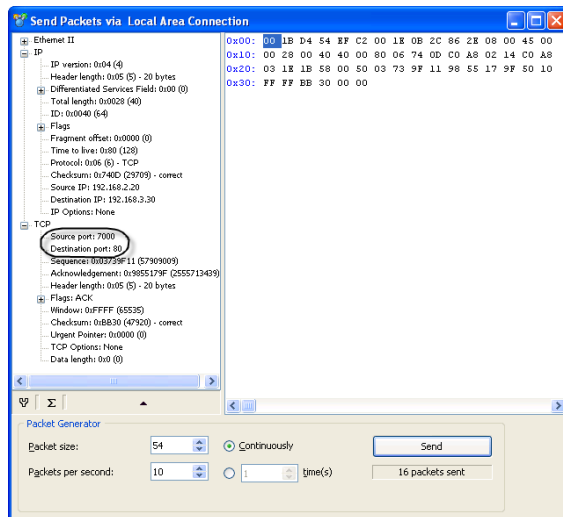 Send Packets via Local Area Connection
Ethernet II
IP
IP version: 0x04 (4)
Header length: 0x05 (5) - 20 bytes
Differentiated Services Field: 0x00 (0)
Total length: 0x0028 (40)
ID: 0x0040 (64)
Flags
Fragment offset: 0x0000 (0)
Time to live: 0x80 (128)
Protocol: 0x06 (6) - TCP
Checksum: 0x740D (29709) - correct
Source IP: 192.168.2.20
Destination IP: 192.168.3.30
IP Options: None
TCP
Source port: 7000
Destination port: 80
Sequence: 0x03739F11 (57909009)
Acknowledgement: 0x9855179F (2555713439)
Header length: 0x05 (5) - 20 bytes
Flags: ACK
Window: 0xFFFF (65535)
Checksum: 0xBB30 (47920) - correct
Urgent Pointer: 0x0000 (0)
TCP Options: None
Data length: 0x0 (0)
0x00: 00 1B D4 54 EF C2 00 1E 0B 2C 86 2E 08 00 45 00
0x10: 00 28 00 40 40 00 80 06 74 0D C0 A8 02 14 C0 A8
0x20: 03 1E 1B 58 00 50 03 73 9F 11 98 55 17 9F 50 10
0x30: FF FF BB 30 00 00
Σ
Packet Generator
Packet size: 54 Continuously Send
Packets per second: 10 1 time(s) 16 packets sent